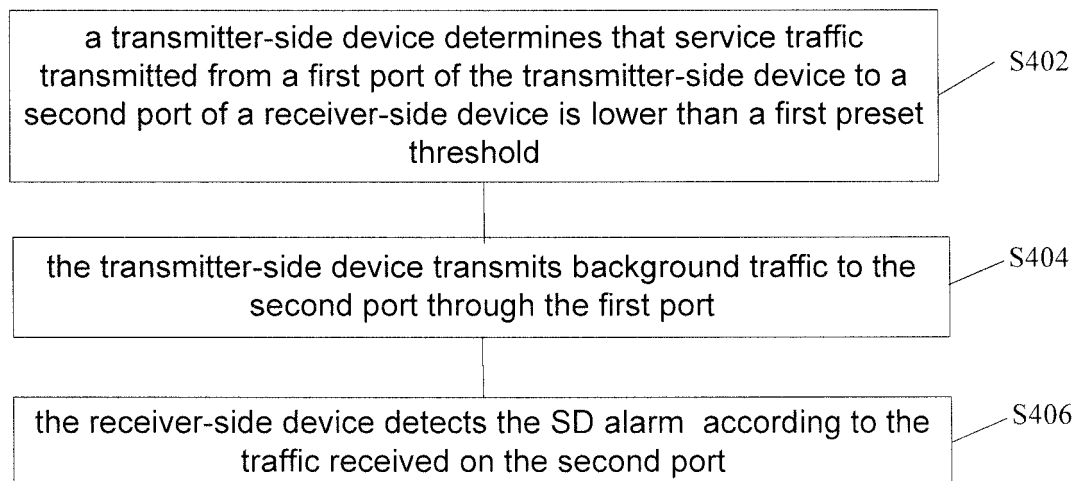 a transmitter-side device determines that service traffic
transmitted from a first port of the transmitter-side device to a
second port of a receiver-side device is lower than a first preset
threshold
S402
the transmitter-side device transmits background traffic to the
second port through the first port
S404
the receiver-side device detects the SD alarm according to the
traffic received on the second port
S406